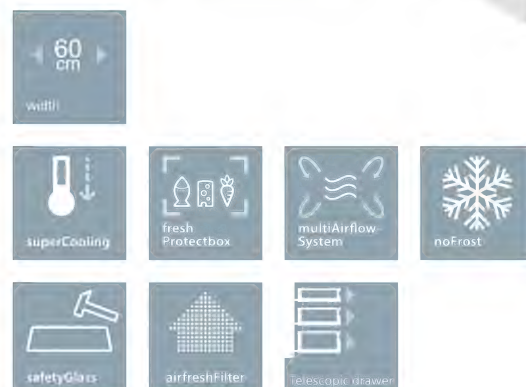 60
cm
width
superCooling
fresh
Protectbox
multiAirflow
System
noFrost
safetyGlass
airfreshFilter
Telescopic drawer